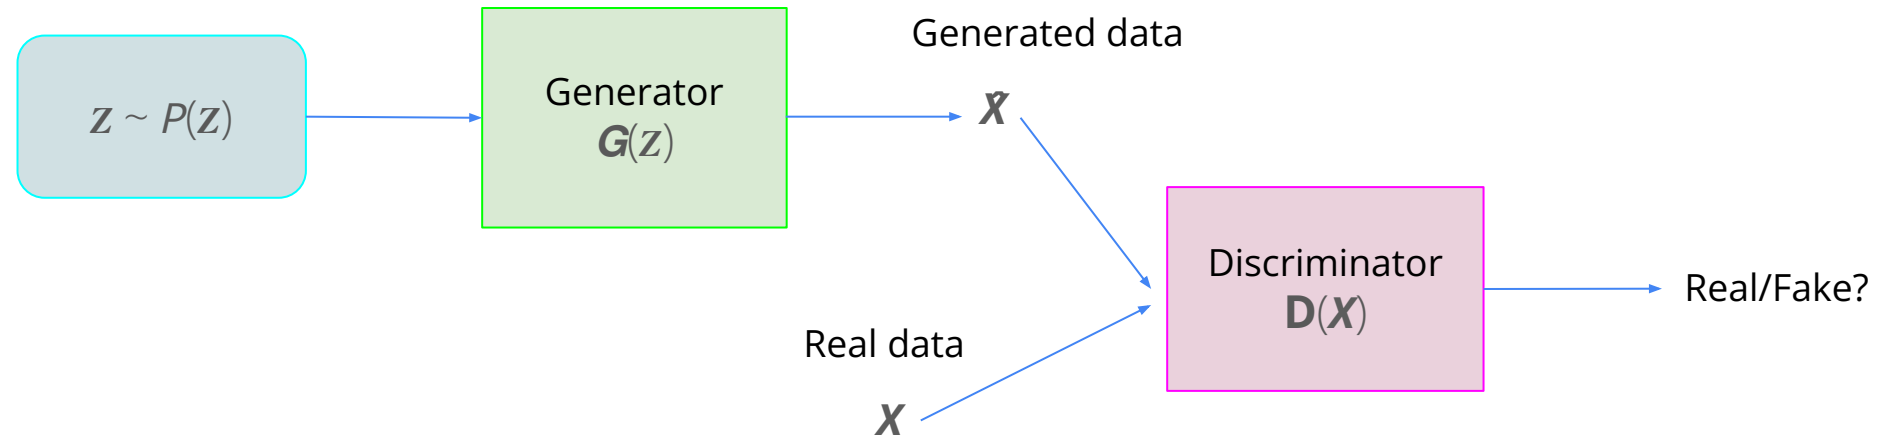 z ~ P(z)
Generator
G(z)
Generated data
X̂
Real data
X
Discriminator
D(X)
Real/Fake?